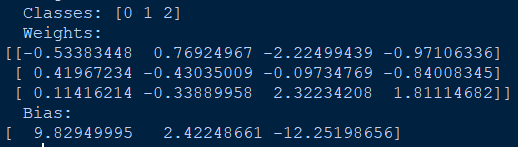 Classes: [0 1 2]
Weights:
[[-0.53383448 0.76924967 -2.22499439 -0.97106336]
[ 0.41967234 -0.43035009 -0.09734769 -0.84008345]
[ 0.11416214 -0.33889958 2.32234208 1.81114682]]
Bias:
[ 9.82949995 2.42248661 -12.25198656]